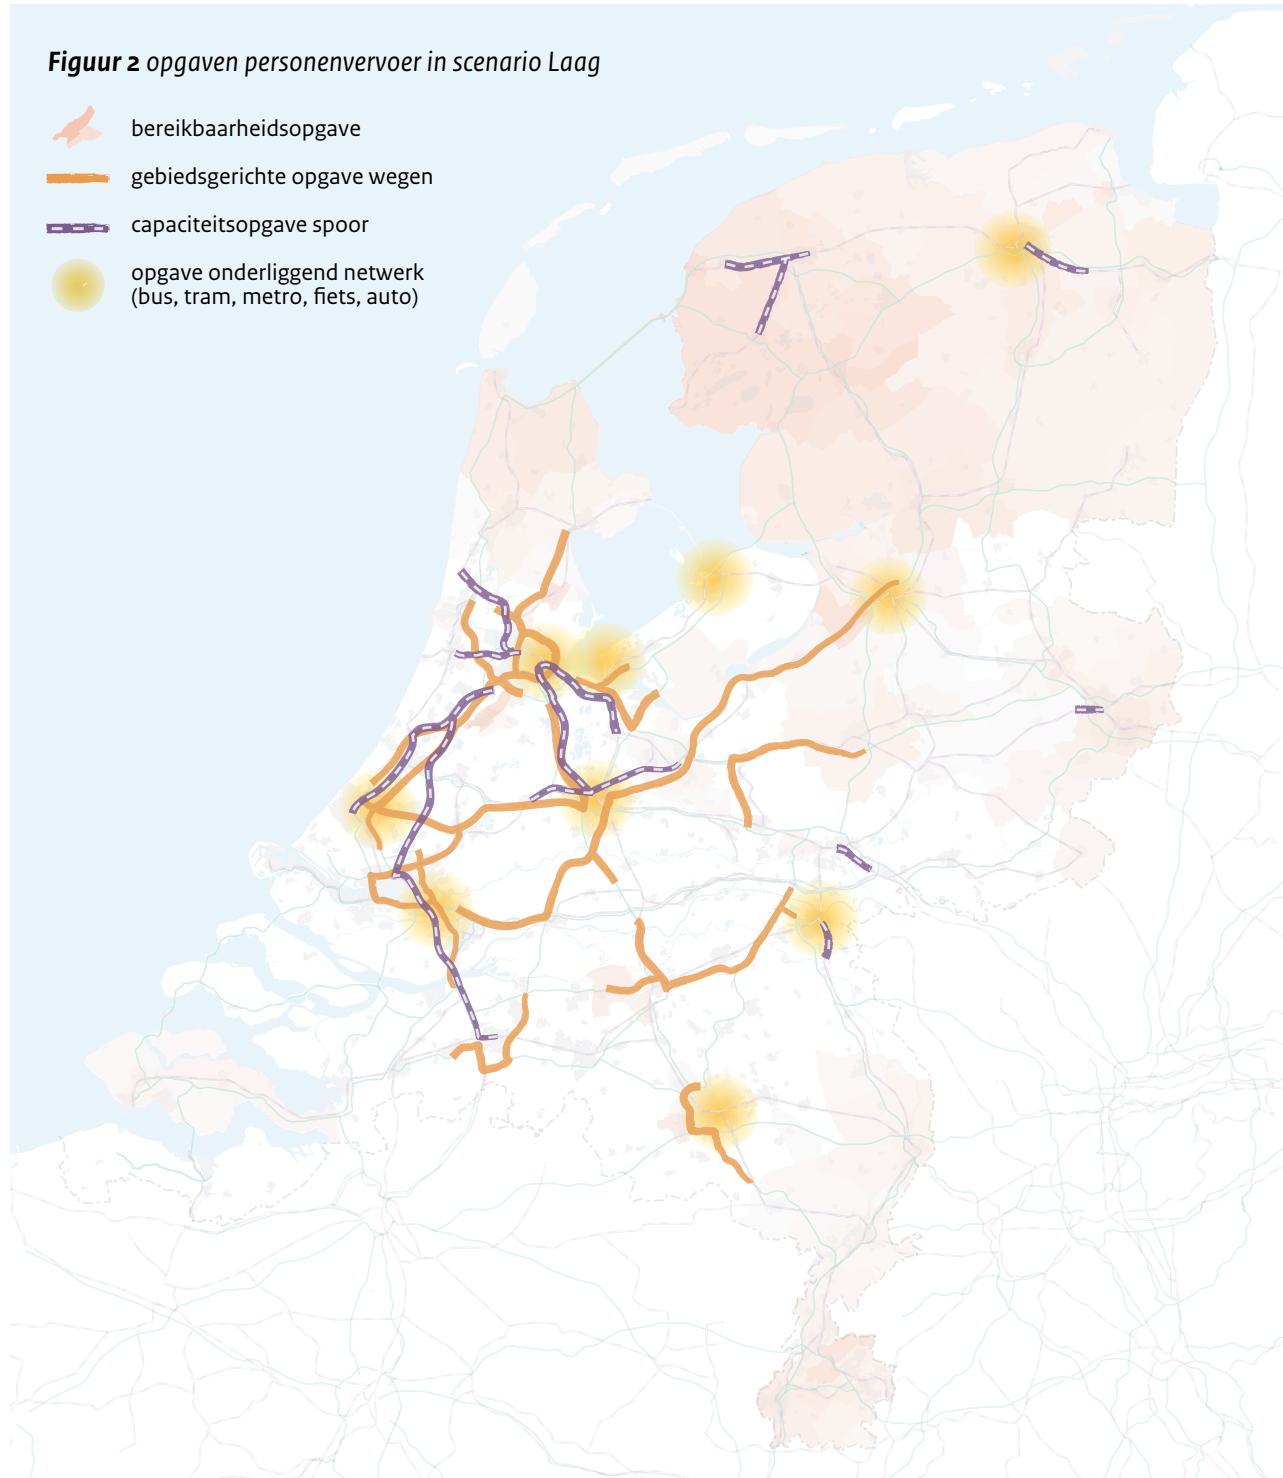 Figuur 2 opgaven personenvervoer in scenario Laag
bereikbaarheidsopgave
gebiedsgerichte opgave wegen
capaciteitsopgave spoor
opgave onderliggend netwerk
(bus, tram, metro, fiets, auto)